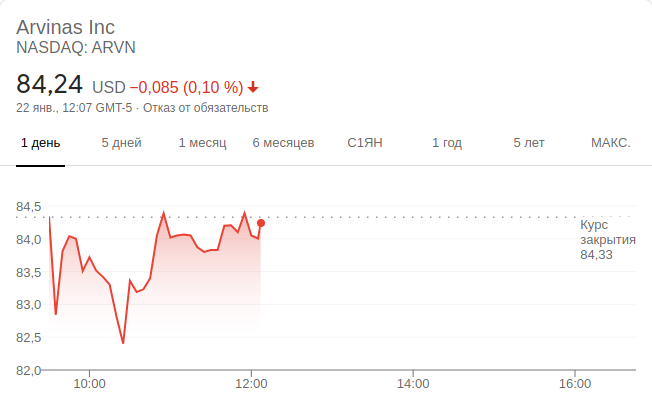 Arvinas Inc
NASDAQ: ARVN
84,24 USD −0,085 (0,10 %)
22 янв., 12:07 GMT-5 · Отказ от обязательств
1 день 5 дней 1 месяц 6 месяцев С1ЯН 1 год 5 лет МАКС.
84,5
84,0
83,5
83,0
82,5
82,0
Курс
закрытия
84,33
10:00 12:00 14:00 16:00